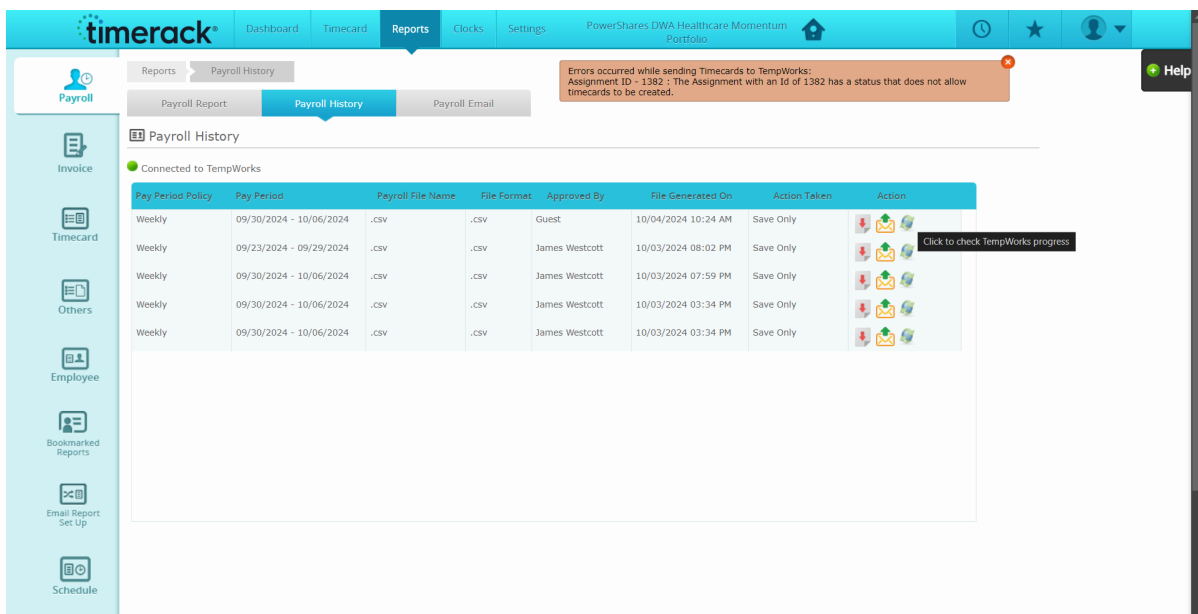 timerack®
Dashboard
Timecard
Reports
Clocks
Settings
PowerShares DWA Healthcare Momentum
Portfolio
Help
Payroll
Invoice
Timecard
Others
Employee
Bookmarked
Reports
Email Report
Set Up
Schedule
Reports
Payroll History
Errors occurred while sending Timecards to TempWorks:
Assignment ID - 1382 : The Assignment with an Id of 1382 has a status that does not allow
timecards to be created.
Payroll Report
Payroll History
Payroll Email
Payroll History
Connected to TempWorks
Pay Period Policy Pay Period Payroll File Name File Format Approved By File Generated On Action Taken Action
Weekly 09/30/2024 - 10/06/2024 .csv .csv Guest 10/04/2024 10:24 AM Save Only
Click to check TempWorks progress
Weekly 09/23/2024 - 09/29/2024 .csv .csv James Westcott 10/03/2024 08:02 PM Save Only
Weekly 09/30/2024 - 10/06/2024 .csv .csv James Westcott 10/03/2024 07:59 PM Save Only
Weekly 09/30/2024 - 10/06/2024 .csv .csv James Westcott 10/03/2024 03:34 PM Save Only
Weekly 09/30/2024 - 10/06/2024 .csv .csv James Westcott 10/03/2024 03:34 PM Save Only